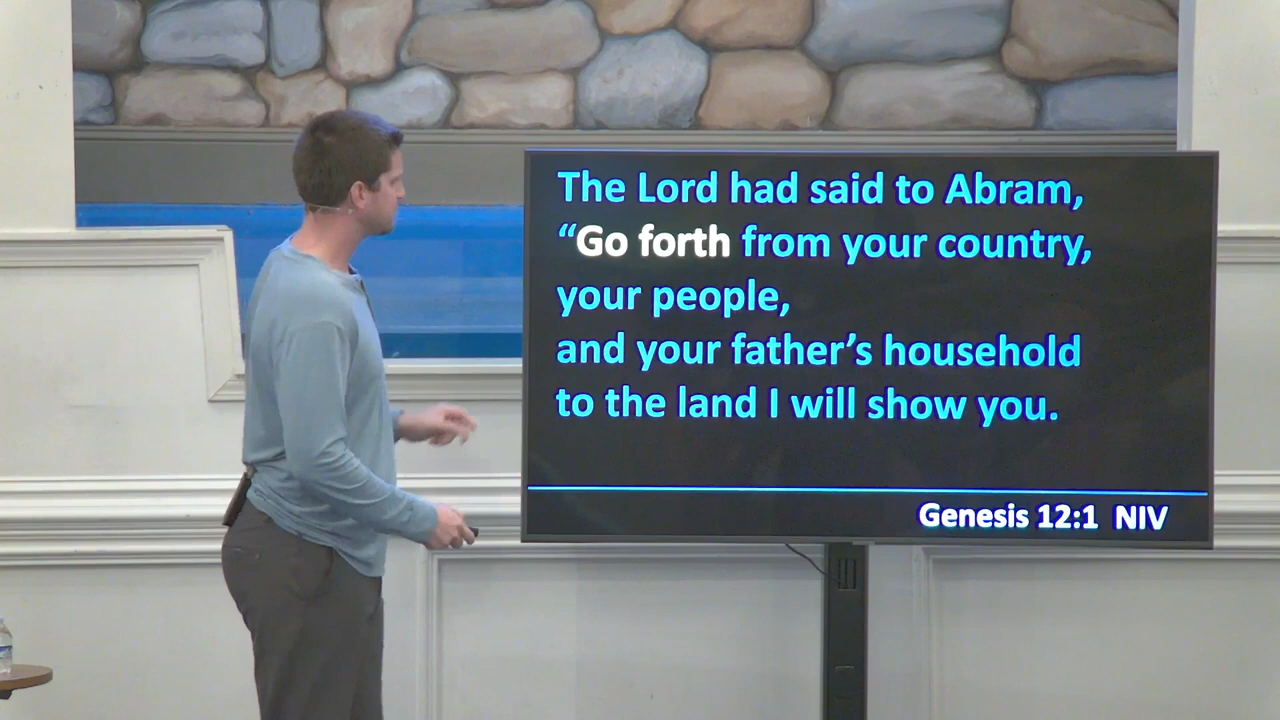 The Lord had said to Abram,
“Go forth from your country,
your people,
and your father’s household
to the land I will show you.
Genesis 12:1 NIV